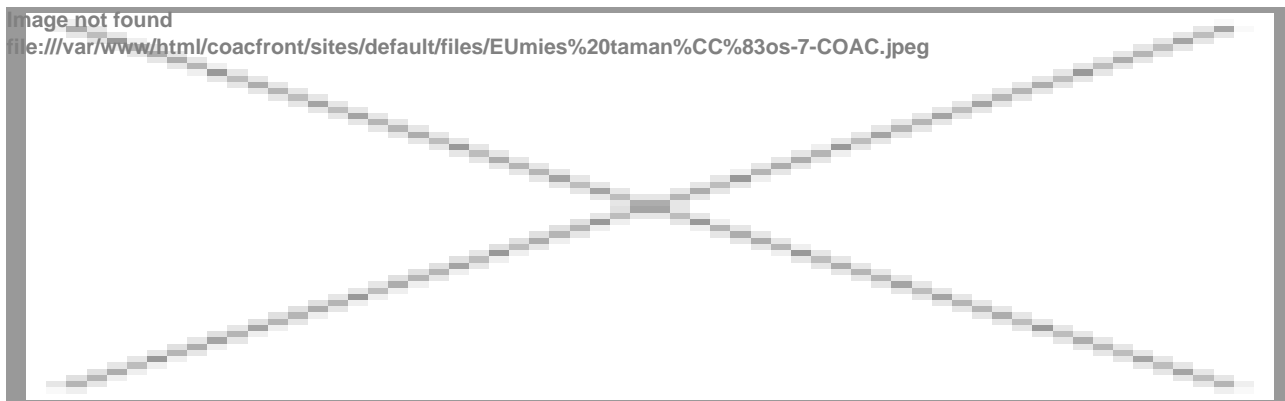 Image not found
file:///var/www/html/coacfront/sites/default/files/EUmies%20taman%CC%83os-7-COAC.jpeg